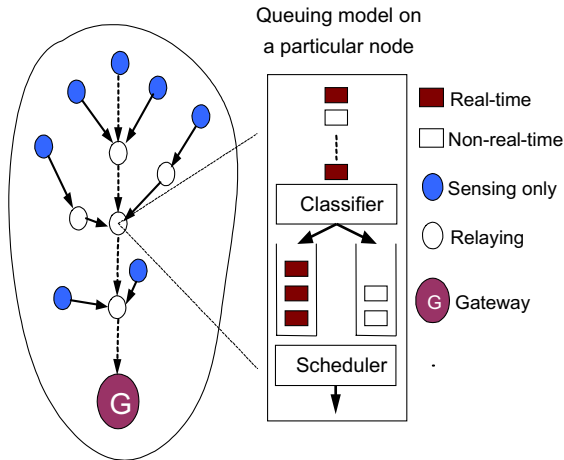 Queuing model on
a particular node
Real-time
Non-real-time
Classifier
Sensing only
Relaying
G
Gateway
Scheduler
G